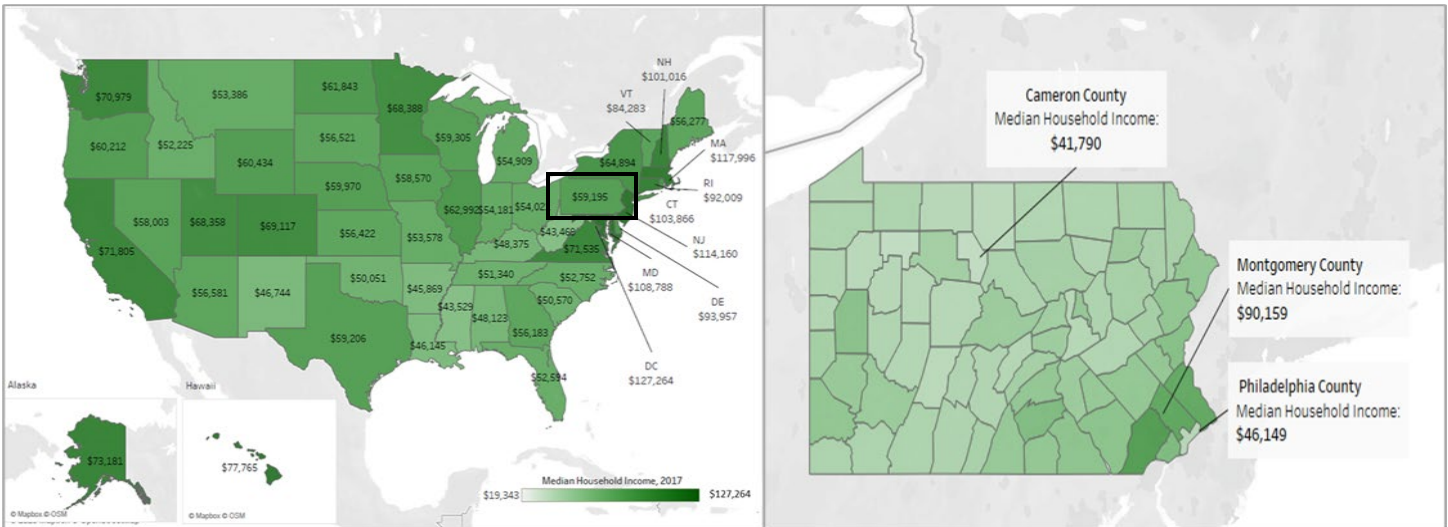 NH
$101,016
VT
$84,283
$70,979
$53,386
$61,843
$68,388
$56,277
$60,212
$52,225
$56,521
$59,305
MA
$117,996
$60,434
$54,909
$64,894
$59,970
$58,570
$59,195
RI
$92,009
$58,003
$68,358
$69,117
$62,992
$54,181
$54,02
CT
$103,866
$71,805
$56,422
$53,578
$48,375
$43,468
$71,535
NJ
$114,160
$56,581
$46,744
$50,051
$45,869
$51,340
$52,752
MD
$108,788
$43,529
$48,123
$50,570
DE
$93,957
$59,206
$46,145
$56,183
$52,594
DC
$127,264
Alaska
Hawaii
$73,181
$77,765
Median Household Income, 2017
$19,343
$127,264
© Mapbox © OSM
© Mapbox © OSM
Cameron County
Median Household Income:
$41,790
Montgomery County
Median Household Income:
$90,159
Philadelphia County
Median Household Income:
$46,149